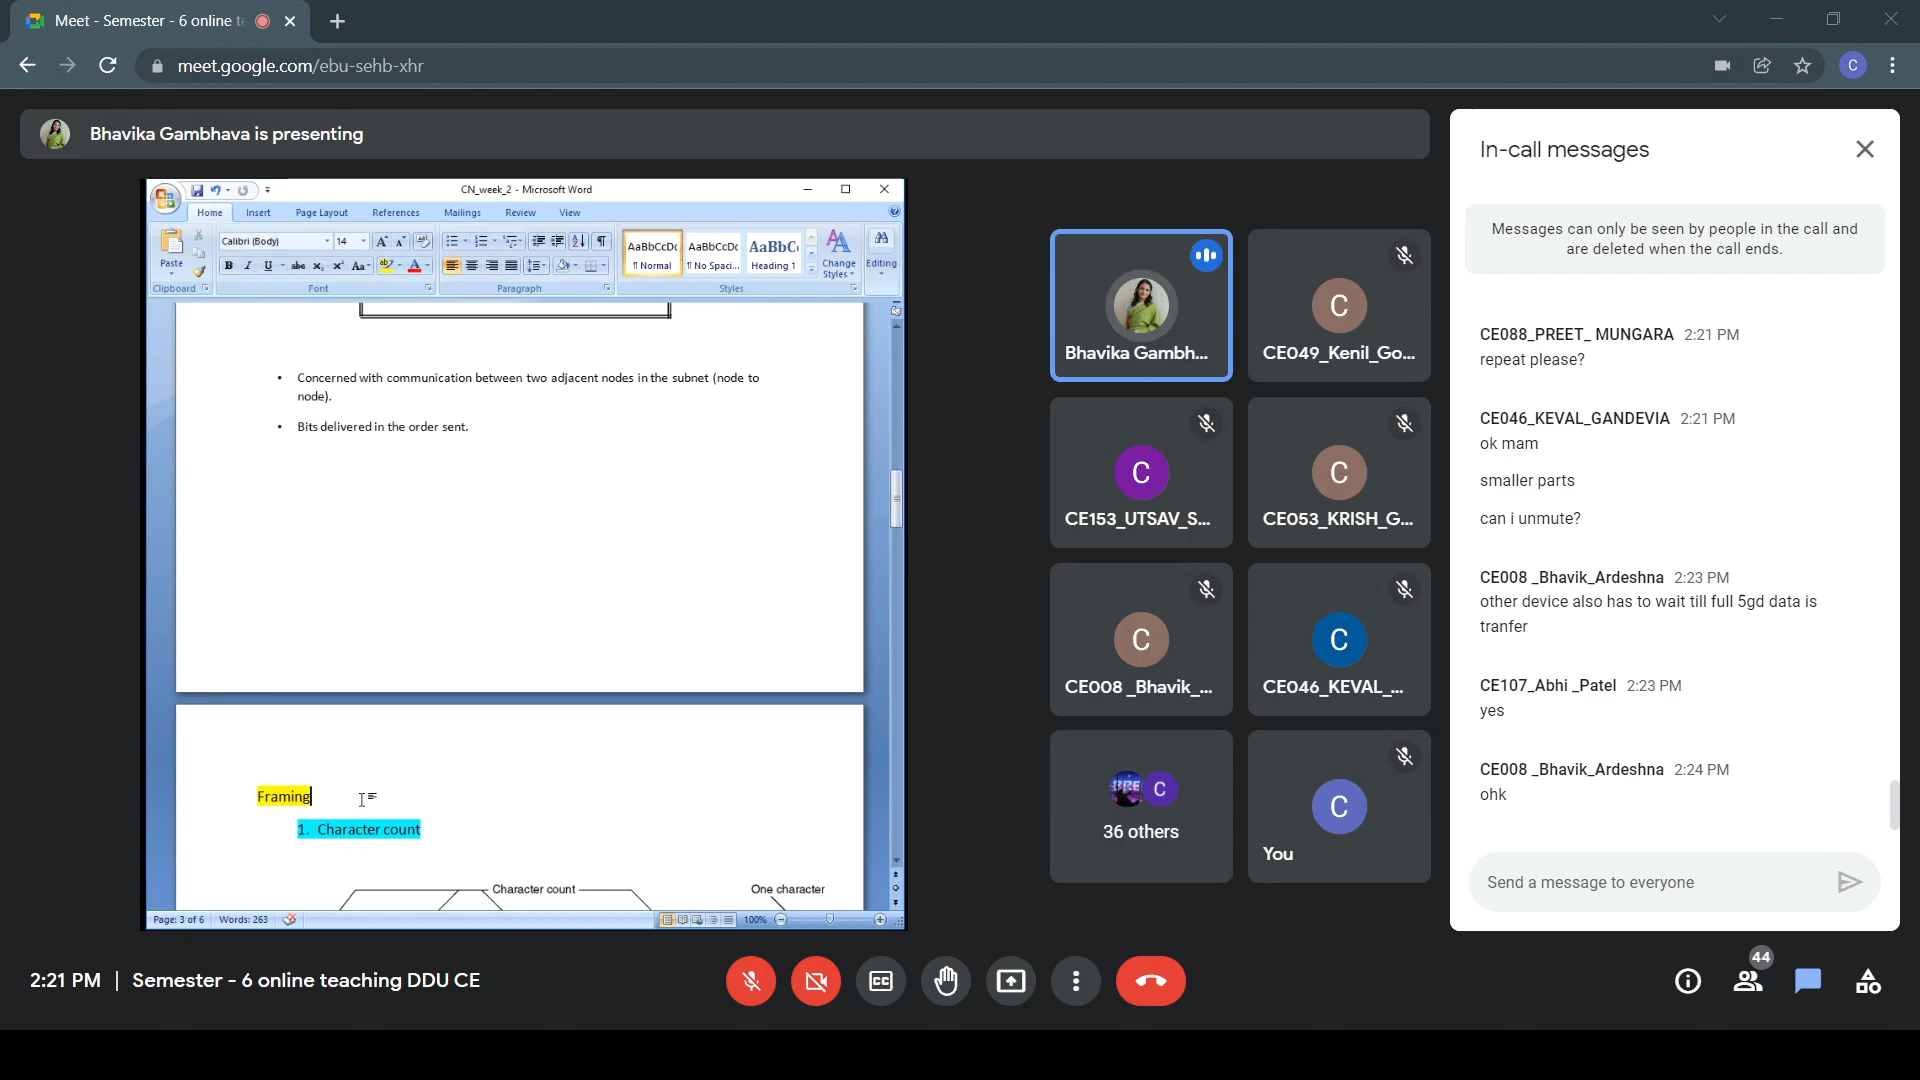 Meet - Semester - 6 online te
meet.google.com/ebu-sehb-xhr
C
Bhavika Gambhava is presenting
CN_week_2 - Microsoft Word
Home Insert Page Layout References Mailings Review View
Calibri (Body) 14
Paste
B I U abc x₂ x² Aa A
AaBbCcDc AaBbCcDc AaBbC
¶ Normal ¶ No Spaci... Heading 1
Change Styles
Editing
Clipboard Font Paragraph Styles
• Concerned with communication between two adjacent nodes in the subnet (node to
node).
• Bits delivered in the order sent.
Framing
1. Character count
Character count One character
Page: 3 of 6 Words: 263 100%
Bhavika Gambh...
C
CE049_Kenil_Go...
C
CE153_UTSAV_S...
C
CE053_KRISH_G...
C
CE008 _Bhavik_...
C
CE046_KEVAL_...
C
36 others
C
You
In-call messages
Messages can only be seen by people in the call and
are deleted when the call ends.
CE088_PREET_ MUNGARA 2:21 PM
repeat please?
CE046_KEVAL_GANDEVIA 2:21 PM
ok mam
smaller parts
can i unmute?
CE008 _Bhavik_Ardeshna 2:23 PM
other device also has to wait till full 5gd data is
tranfer
CE107_Abhi _Patel 2:23 PM
yes
CE008 _Bhavik_Ardeshna 2:24 PM
ohk
Send a message to everyone
2:21 PM | Semester - 6 online teaching DDU CE
CC
44